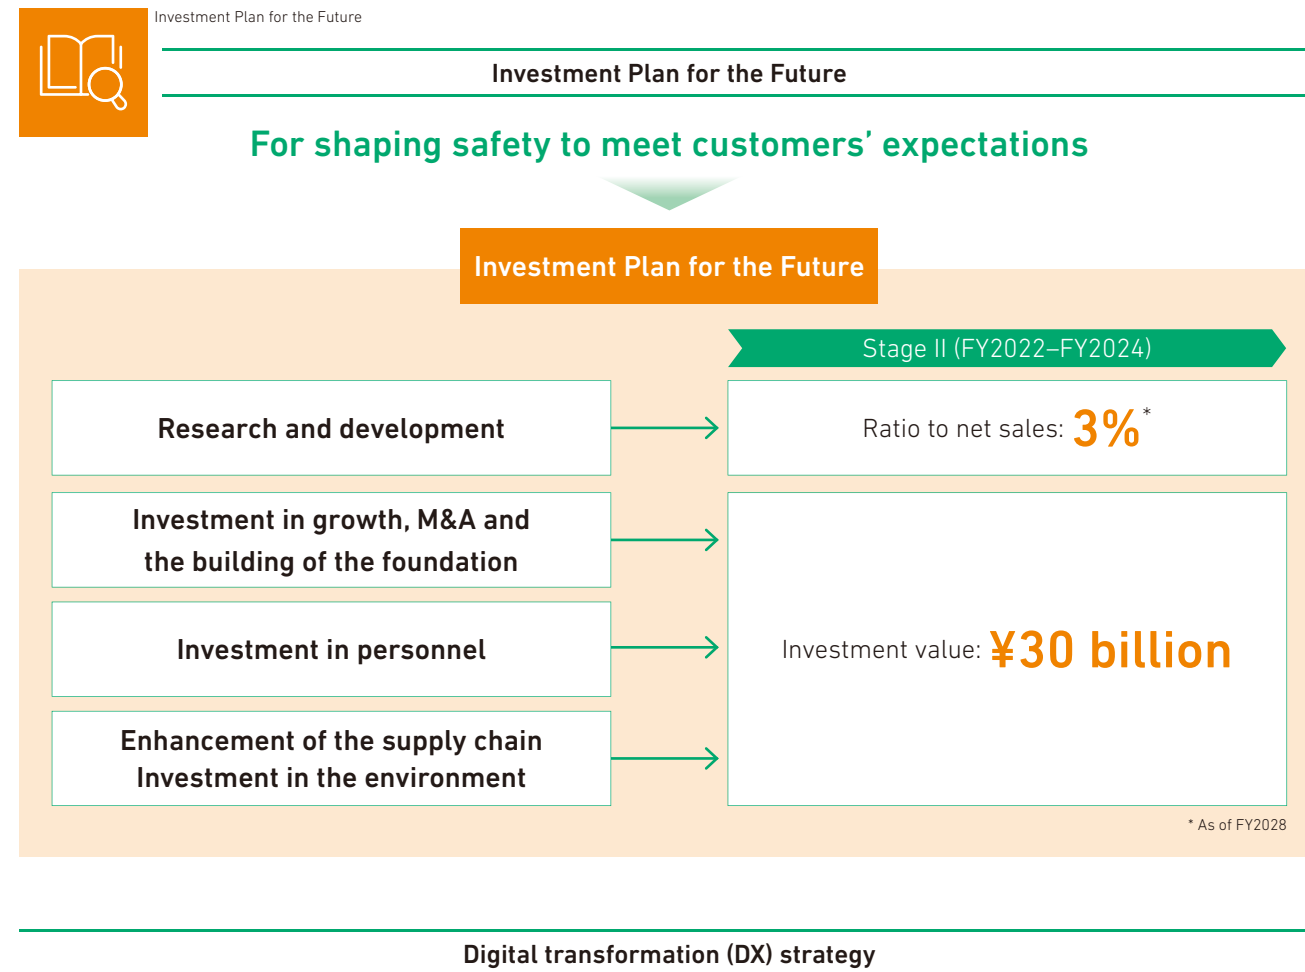 Investment Plan for the Future
Investment Plan for the Future
For shaping safety to meet customers’ expectations
Investment Plan for the Future
Stage II (FY2022–FY2024)
Research and development
Ratio to net sales: 3%*
Investment in growth, M&A and
the building of the foundation
Investment in personnel
Investment value: ¥30 billion
Enhancement of the supply chain
Investment in the environment
* As of FY2028
Digital transformation (DX) strategy